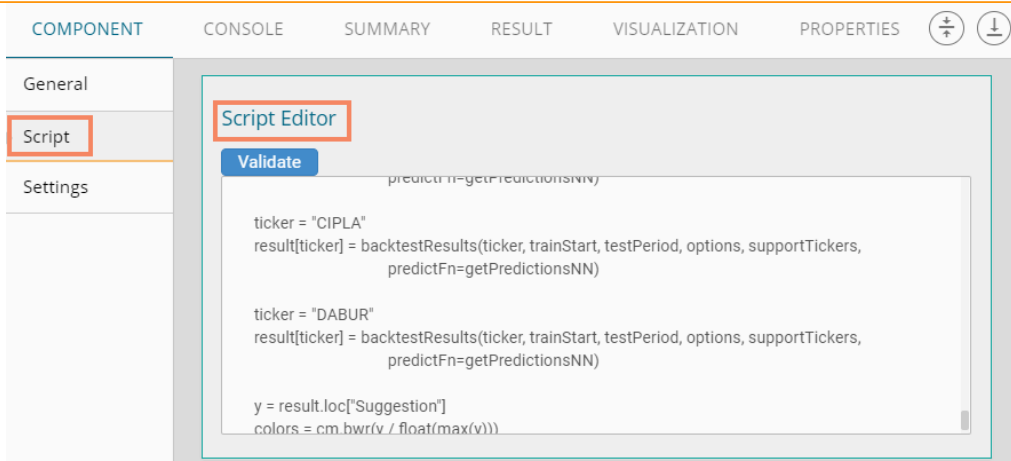 COMPONENT CONSOLE SUMMARY RESULT VISUALIZATION PROPERTIES
General
Script
Settings
Script Editor
Validate
predictFn=getPredictionsNN)
ticker = "CIPLA"
result[ticker] = backtestResults(ticker, trainStart, testPeriod, options, supportTickers,
predictFn=getPredictionsNN)
ticker = "DABUR"
result[ticker] = backtestResults(ticker, trainStart, testPeriod, options, supportTickers,
predictFn=getPredictionsNN)
y = result.loc["Suggestion"]
colors = cm.bwr(y / float(max(y)))